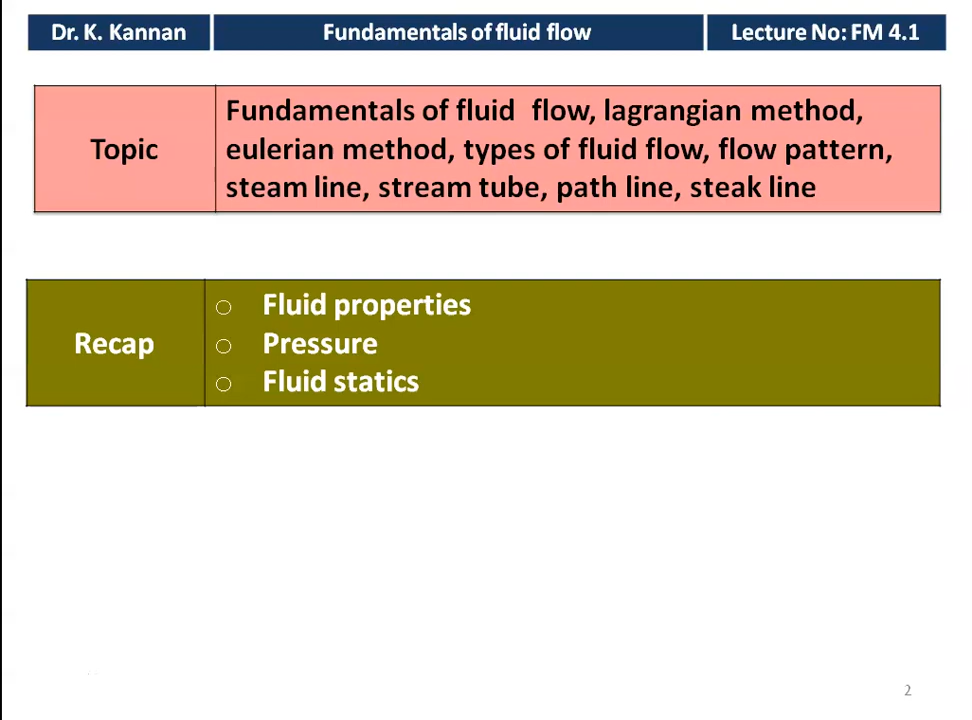 Dr. K. Kannan
Fundamentals of fluid flow
Lecture No: FM 4.1
Topic
Fundamentals of fluid flow, lagrangian method,
eulerian method, types of fluid flow, flow pattern,
steam line, stream tube, path line, steak line
Recap
Fluid properties
Pressure
Fluid statics
2